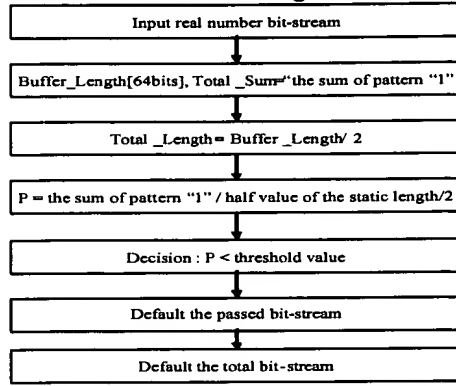 Input real number bit-stream
Buffer_Length[64bits], Total _Sum="the sum of pattern "1"
Total _Length= Buffer _Length/ 2
P = the sum of pattern "1" / half value of the static length/2
Decision : P < threshold value
Default the passed bit-stream
Default the total bit-stream